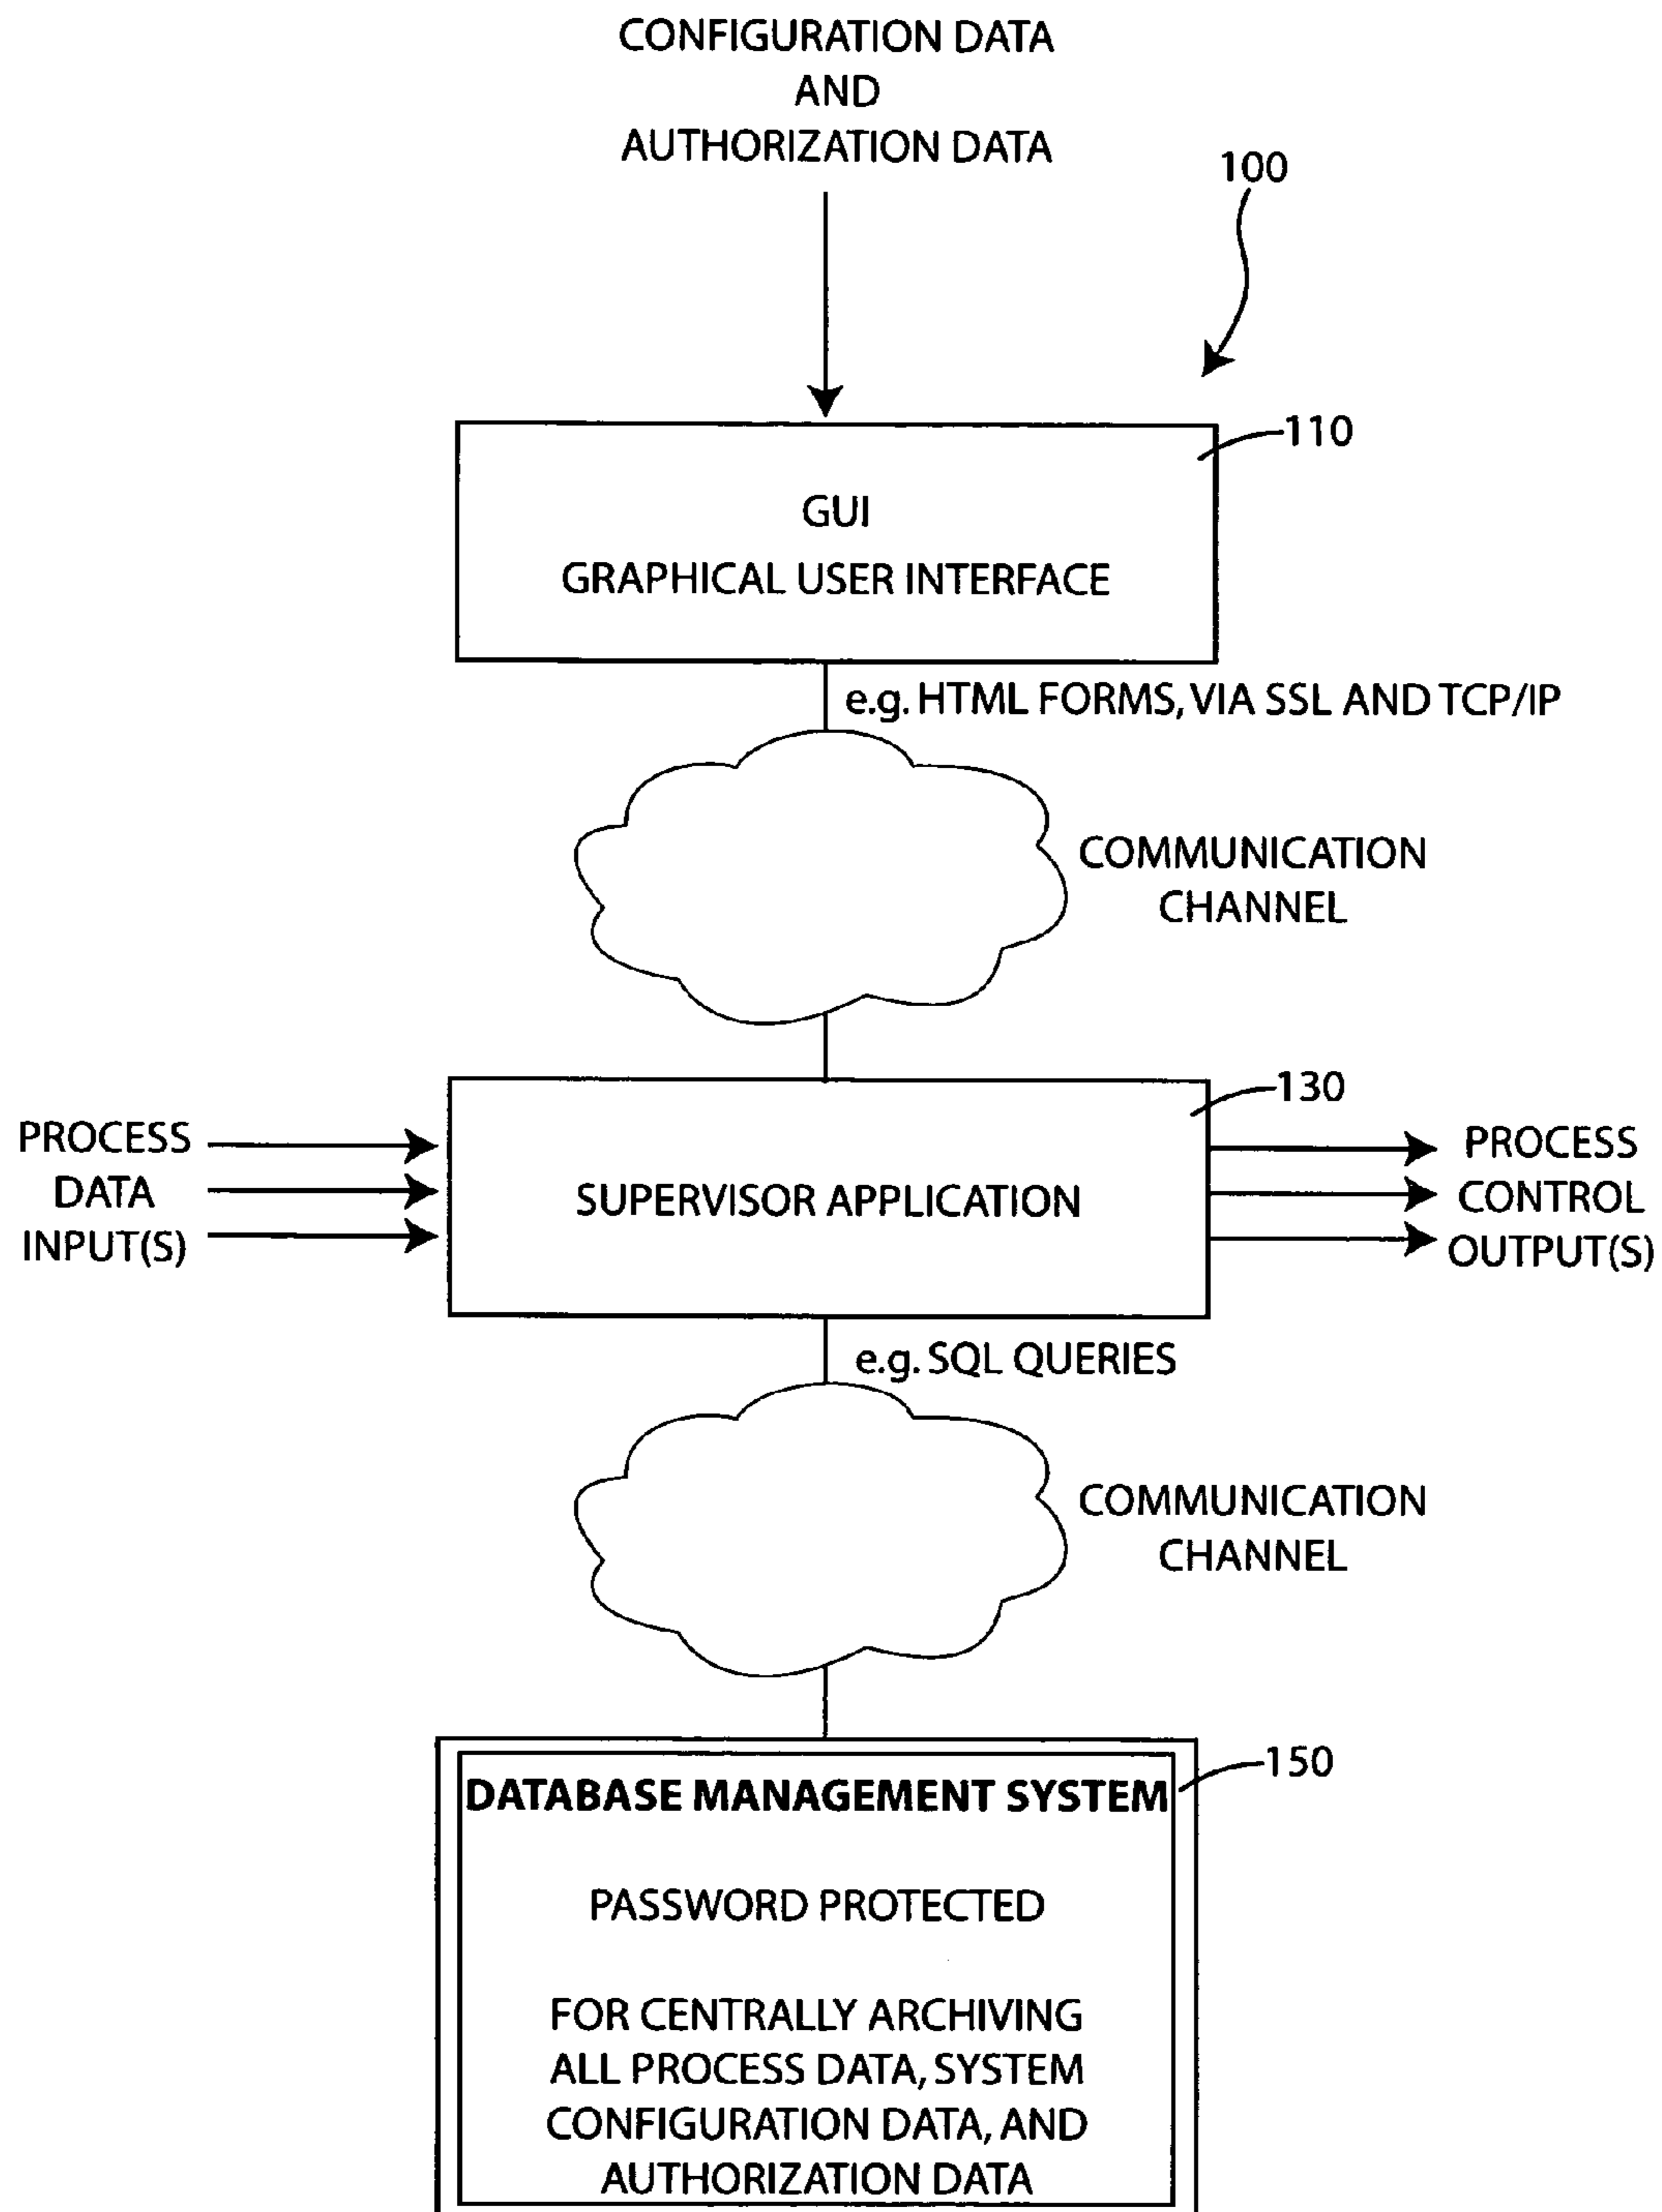 CONFIGURATION DATA
AND
AUTHORIZATION DATA
100
110
GUI
GRAPHICAL USER INTERFACE
e.g. HTML FORMS, VIA SSL AND TCP/IP
COMMUNICATION
CHANNEL
130
PROCESS
DATA
INPUT(S)
SUPERVISOR APPLICATION
PROCESS
CONTROL
OUTPUT(S)
e.g. SQL QUERIES
COMMUNICATION
CHANNEL
150
DATABASE MANAGEMENT SYSTEM
PASSWORD PROTECTED
FOR CENTRALLY ARCHIVING
ALL PROCESS DATA, SYSTEM
CONFIGURATION DATA, AND
AUTHORIZATION DATA